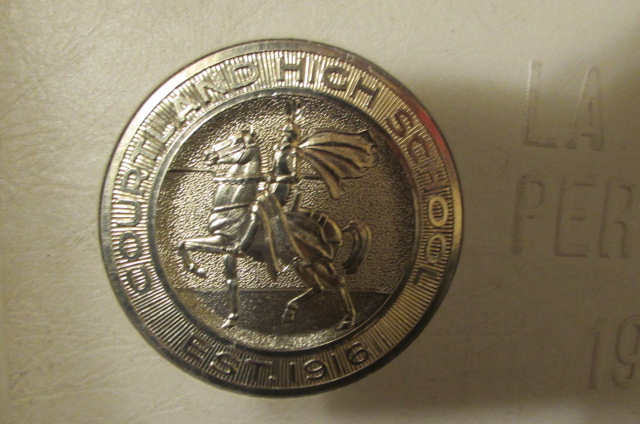 COURTLAND HIGH SCHOOL
EST. 1916
LA
PER
19